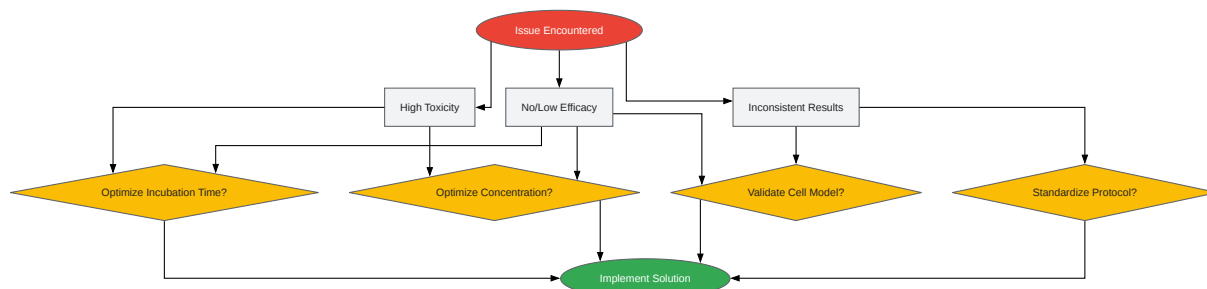 Issue Encountered
High Toxicity
No/Low Efficacy
Inconsistent Results
Optimize Incubation Time?
Optimize Concentration?
Validate Cell Model?
Standardize Protocol?
Implement Solution